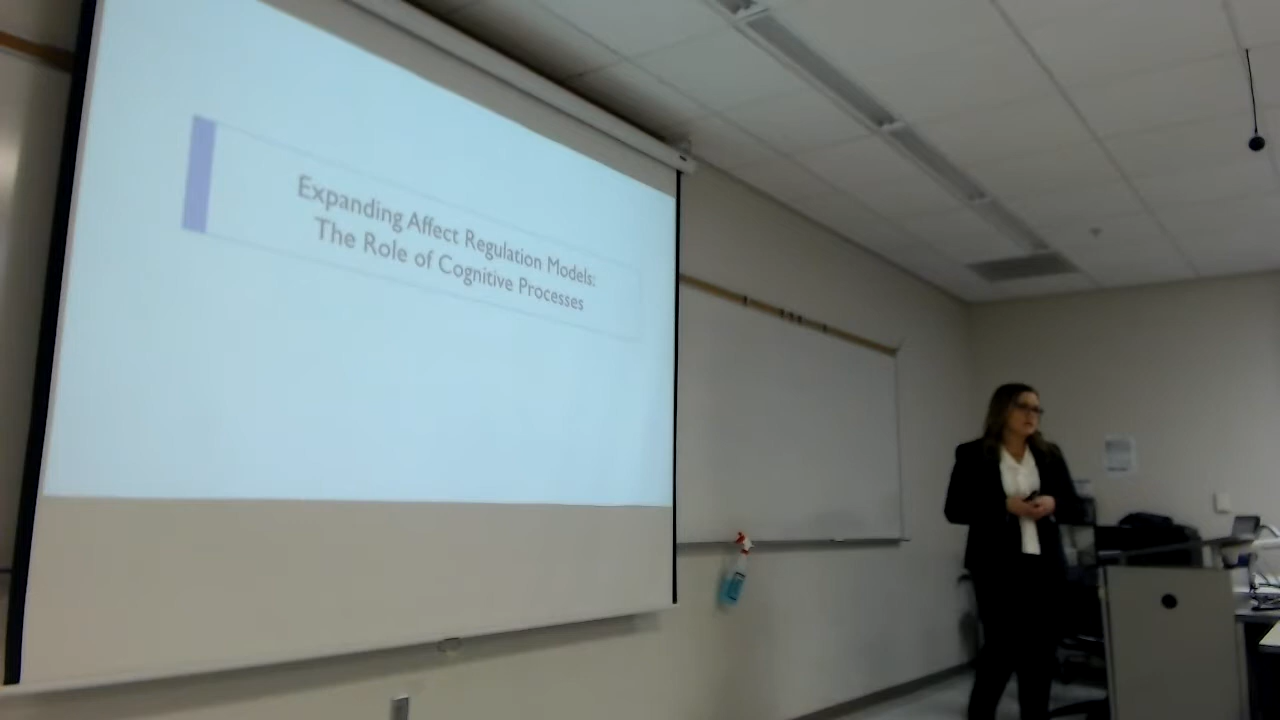 Expanding Affect Regulation Models:
The Role of Cognitive Processes